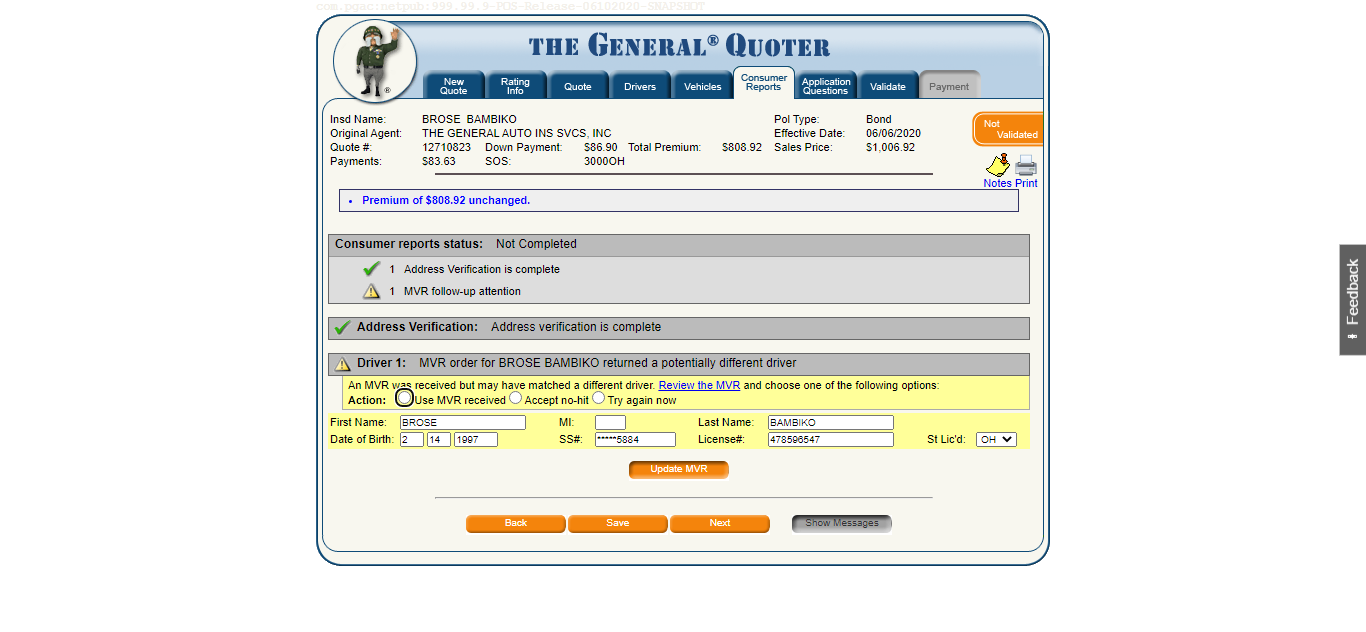 com.pgac:netpub:999.99.9-POS-Release-06102020-SNAPSHOT
THE GENERAL® QUOTER
New Quote Rating Info Quote Drivers Vehicles Consumer Reports Application Questions Validate Payment
Insd Name: BROSE BAMBIKO Pol Type: Bond
Original Agent: THE GENERAL AUTO INS SVCS, INC Effective Date: 06/06/2020
Quote #: 12710823 Down Payment: $86.90 Total Premium: $808.92 Sales Price: $1,006.92
Payments: $83.63 SOS: 3000OH
Not Validated
Notes Print
• Premium of $808.92 unchanged.
Consumer reports status: Not Completed
1 Address Verification is complete
1 MVR follow-up attention
Address Verification: Address verification is complete
Driver 1: MVR order for BROSE BAMBIKO returned a potentially different driver
An MVR was received but may have matched a different driver. Review the MVR and choose one of the following options:
Action: Use MVR received Accept no-hit Try again now
First Name: BROSE MI: Last Name: BAMBIKO
Date of Birth: 2 14 1997 SS#: *****5884 License#: 478596547 St Lic'd: OH
Update MVR
Back Save Next Show Messages
Feedback